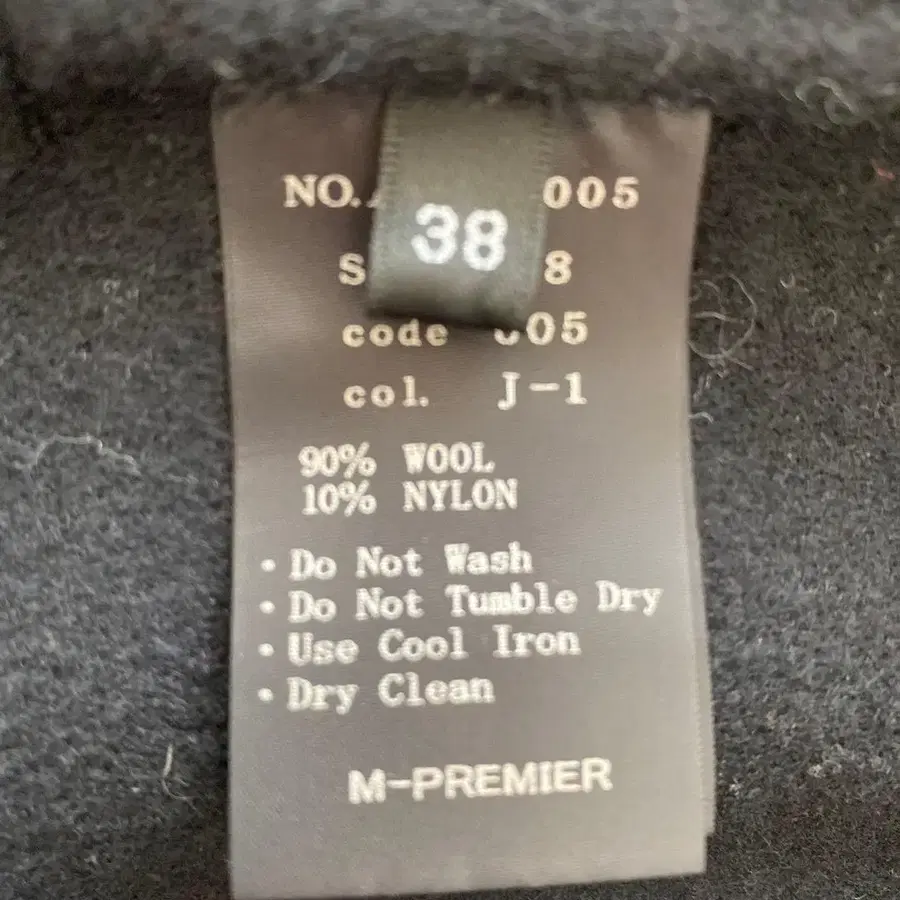 NO. 005
38
8
code 005
col. J-1
90% WOOL
10% NYLON
· Do Not Wash
· Do Not Tumble Dry
· Use Cool Iron
· Dry Clean
M-PREMIER